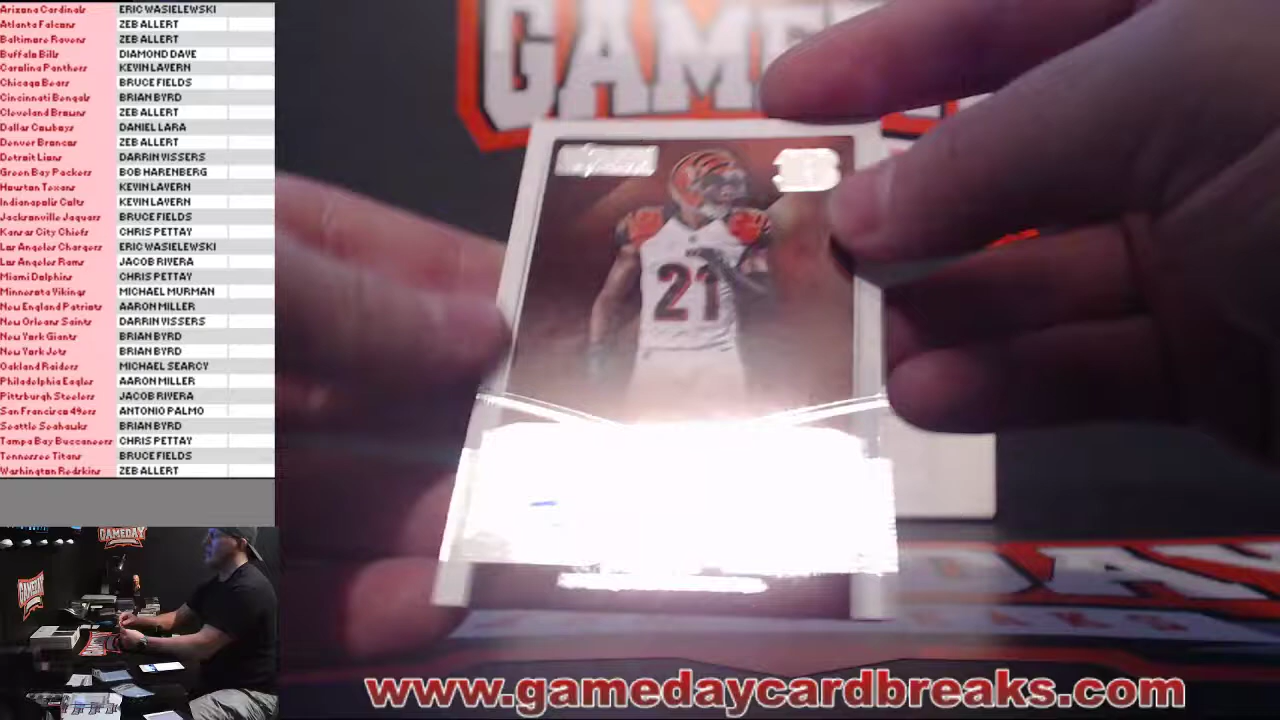 Arizona Cardinals ERIC WASIELEWSKI
Atlanta Falcons ZEB ALLERT
Baltimore Ravens ZEB ALLERT
Buffalo Bills DIAMOND DAVE
Carolina Panthers KEVIN LAVERN
Chicago Bears BRUCE FIELDS
Cincinnati Bengals BRIAN BYRD
Cleveland Browns ZEB ALLERT
Dallas Cowboys DANIEL LARA
Denver Broncos ZEB ALLERT
Detroit Lions DARRIN VISSERS
Green Bay Packers BOB HARENBERG
Houston Texans KEVIN LAVERN
Indianapolis Colts KEVIN LAVERN
Jacksonville Jaguars BRUCE FIELDS
Kansas City Chiefs CHRIS PETTAY
Los Angeles Chargers ERIC WASIELEWSKI
Los Angeles Rams JACOB RIVERA
Miami Dolphins CHRIS PETTAY
Minnesota Vikings MICHAEL MURMAN
New England Patriots AARON MILLER
New Orleans Saints DARRIN VISSERS
New York Giants BRIAN BYRD
New York Jets BRIAN BYRD
Oakland Raiders MICHAEL SEARCY
Philadelphia Eagles AARON MILLER
Pittsburgh Steelers JACOB RIVERA
San Francisco 49ers ANTONIO PALMO
Seattle Seahawks BRIAN BYRD
Tampa Bay Buccaneers CHRIS PETTAY
Tennessee Titans BRUCE FIELDS
Washington Redskins ZEB ALLERT
GAME
21
GAMEDAY
GAMEDAY
www.gamedaycardbreaks.com